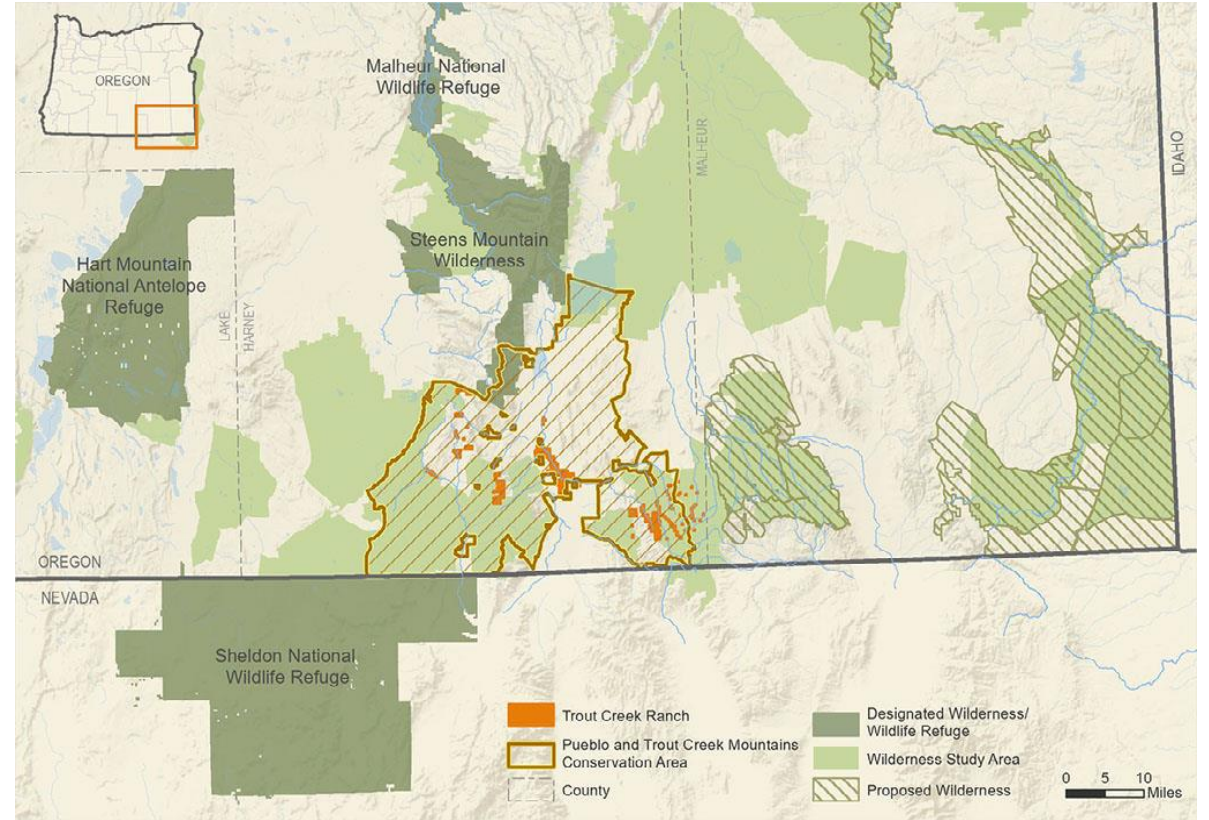 OREGON
Malheur National
Wildlife Refuge
MALHEUR
IDAHO
Steens Mountain
Wilderness
Hart Mountain
National Antelope
Refuge
LAKE
HARNEY
OREGON
NEVADA
Sheldon National
Wildlife Refuge
Trout Creek Ranch
Pueblo and Trout Creek Mountains
Conservation Area
County
Designated Wilderness/
Wildlife Refuge
Wilderness Study Area
Proposed Wilderness
0 5 10
Miles